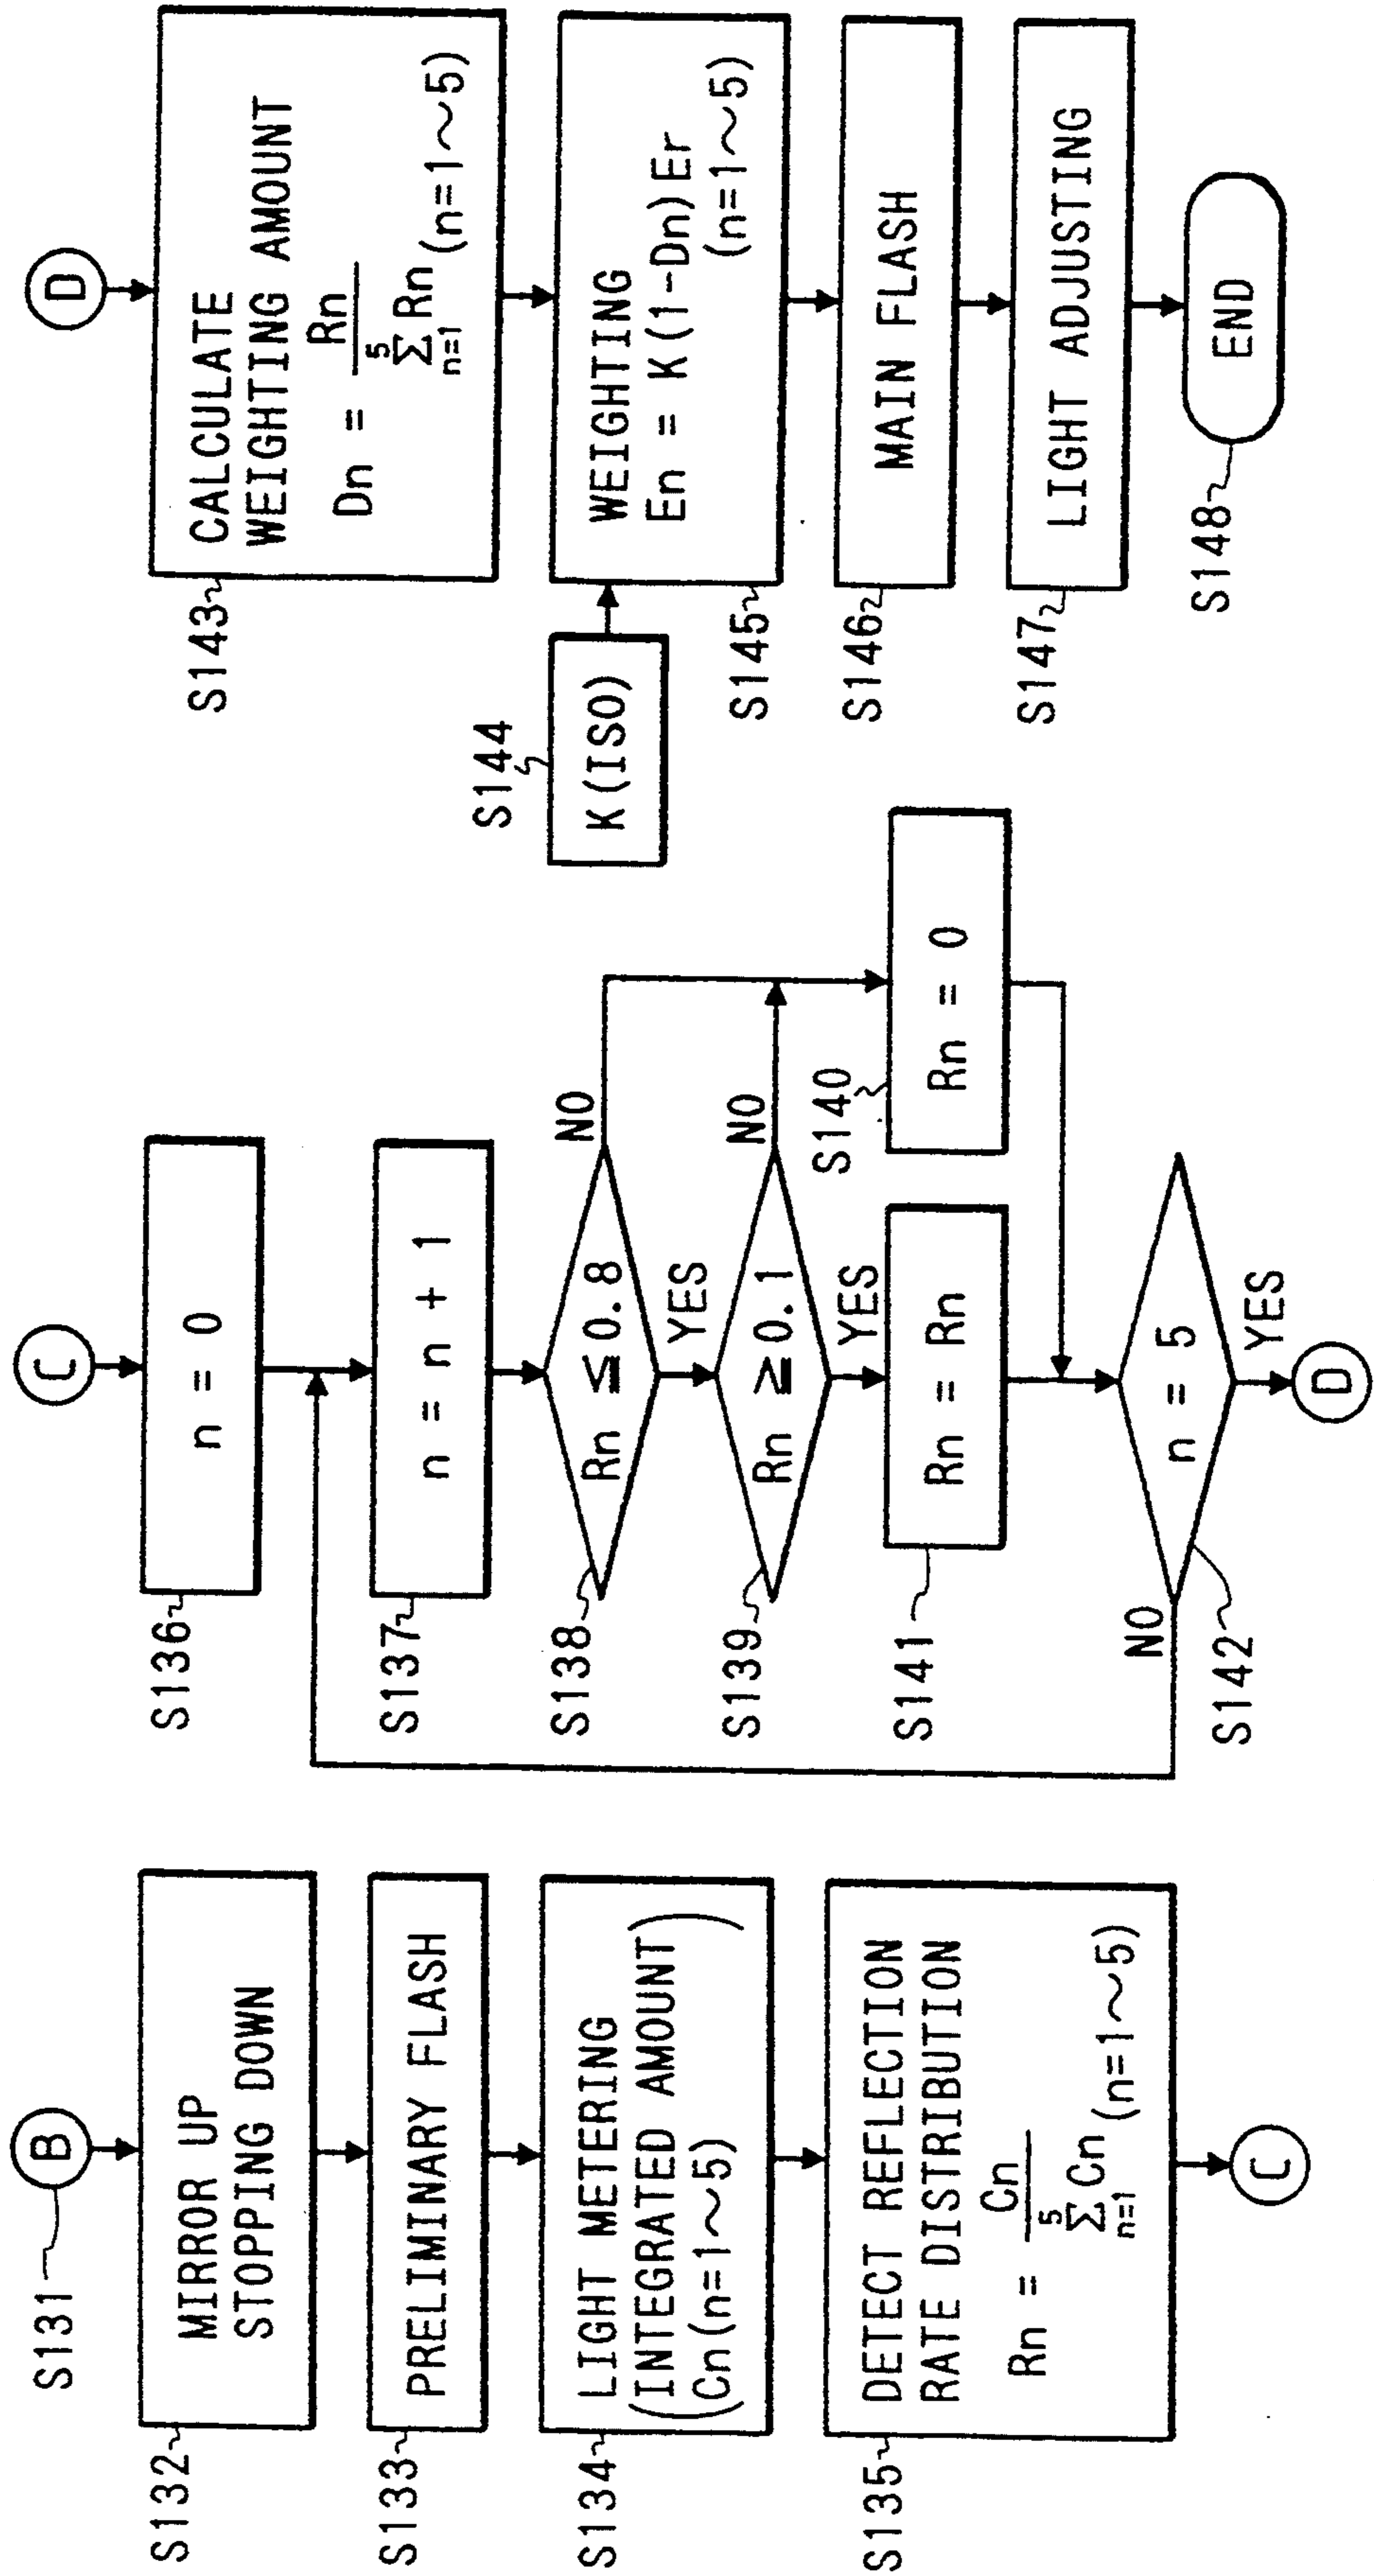 B
S131
S132
MIRROR UP
STOPPING DOWN
S133
PRELIMINARY FLASH
S134
LIGHT METERING
(INTEGRATED AMOUNT)
(Cn(n=1~5))
S135
DETECT REFLECTION
RATE DISTRIBUTION
Rn = Cn / 5 Σ n=1 Cn (n=1~5)
C
C
S136
n = 0
S137
n = n + 1
S138
Rn ≦ 0.8
NO
YES
S139
Rn ≧ 0.1
NO
YES
S140
Rn = 0
S141
Rn = Rn
S142
n = 5
NO
YES
D
D
S143
CALCULATE
WEIGHTING AMOUNT
Dn = Rn / 5 Σ n=1 Rn (n=1~5)
S144
K(ISO)
S145
WEIGHTING
En = K(1-Dn)Er
(n=1~5)
S146
MAIN FLASH
S147
LIGHT ADJUSTING
S148
END